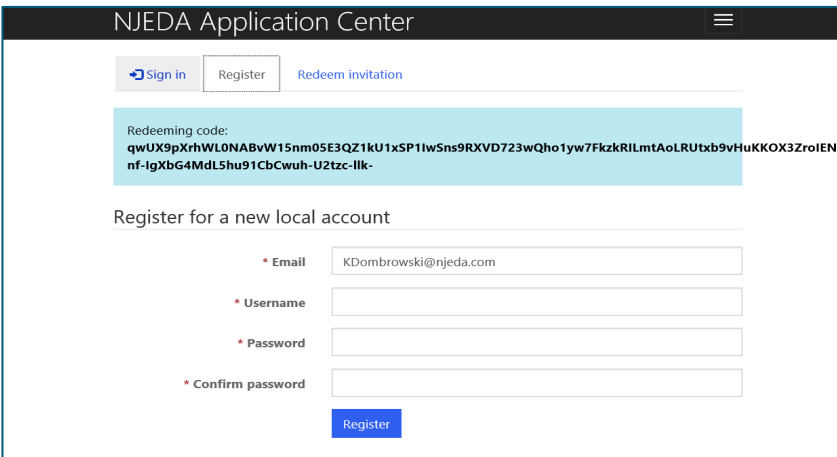 NJEDA Application Center
Sign in Register Redeem invitation
Redeeming code:
qwUX9pXrhWL0NABvW15nm05E3QZ1kU1xSP1IwSns9RXVD723wQho1yw7FkzkRILmtAoLRUtxb9vHuKKOX3ZroIEN
nf-IgXbG4MdL5hu91CbCwuh-U2tzc-llk-
Register for a new local account
* Email KDombrowski@njeda.com
* Username
* Password
* Confirm password
Register